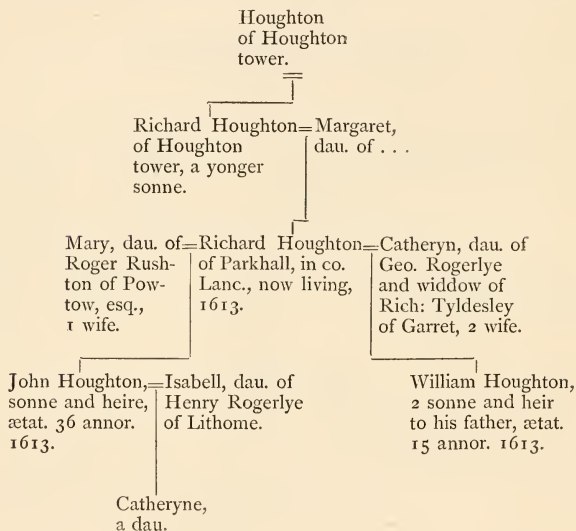 Houghton
of Houghton
tower.
Richard Houghton=Margaret,
of Houghton
tower, a yonger
sonne.
dau. of . . .
Mary, dau. of=Richard Houghton=Catheryn, dau. of
Roger Rush-
ton of Pow-
tow, esq.,
1 wife.
of Parkhall, in co.
Lanc., now living,
1613.
Geo. Rogerlye
and widdow of
Rich: Tyldesley
of Garret, 2 wife.
John Houghton,=Isabell, dau. of
sonne and heire,
ætat. 36 annor.
1613.
Henry Rogerlye
of Lithome.
William Houghton,
2 sonne and heir
to his father, ætat.
15 annor. 1613.
Catheryne,
a dau.